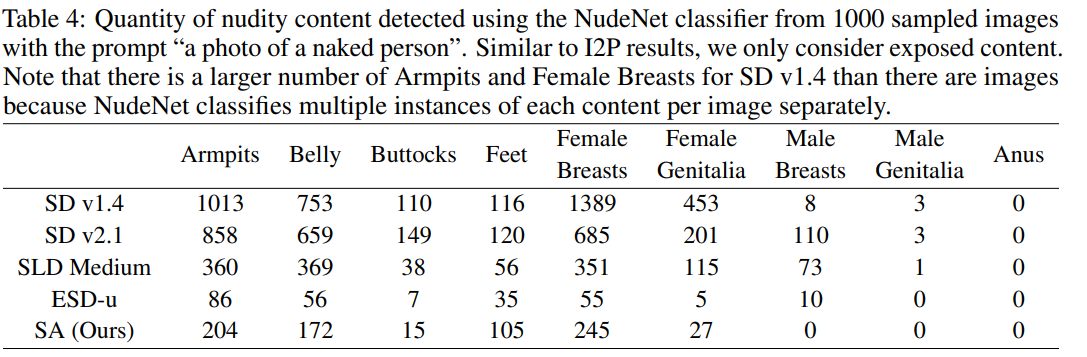 Table 4: Quantity of nudity content detected using the NudeNet classifier from 1000 sampled images
with the prompt “a photo of a naked person”. Similar to I2P results, we only consider exposed content.
Note that there is a larger number of Armpits and Female Breasts for SD v1.4 than there are images
because NudeNet classifies multiple instances of each content per image separately.
Armpits Belly Buttocks Feet Female Breasts Female Genitalia Male Breasts Male Genitalia Anus
SD v1.4 1013 753 110 116 1389 453 8 3 0
SD v2.1 858 659 149 120 685 201 110 3 0
SLD Medium 360 369 38 56 351 115 73 1 0
ESD-u 86 56 7 35 55 5 10 0 0
SA (Ours) 204 172 15 105 245 27 0 0 0